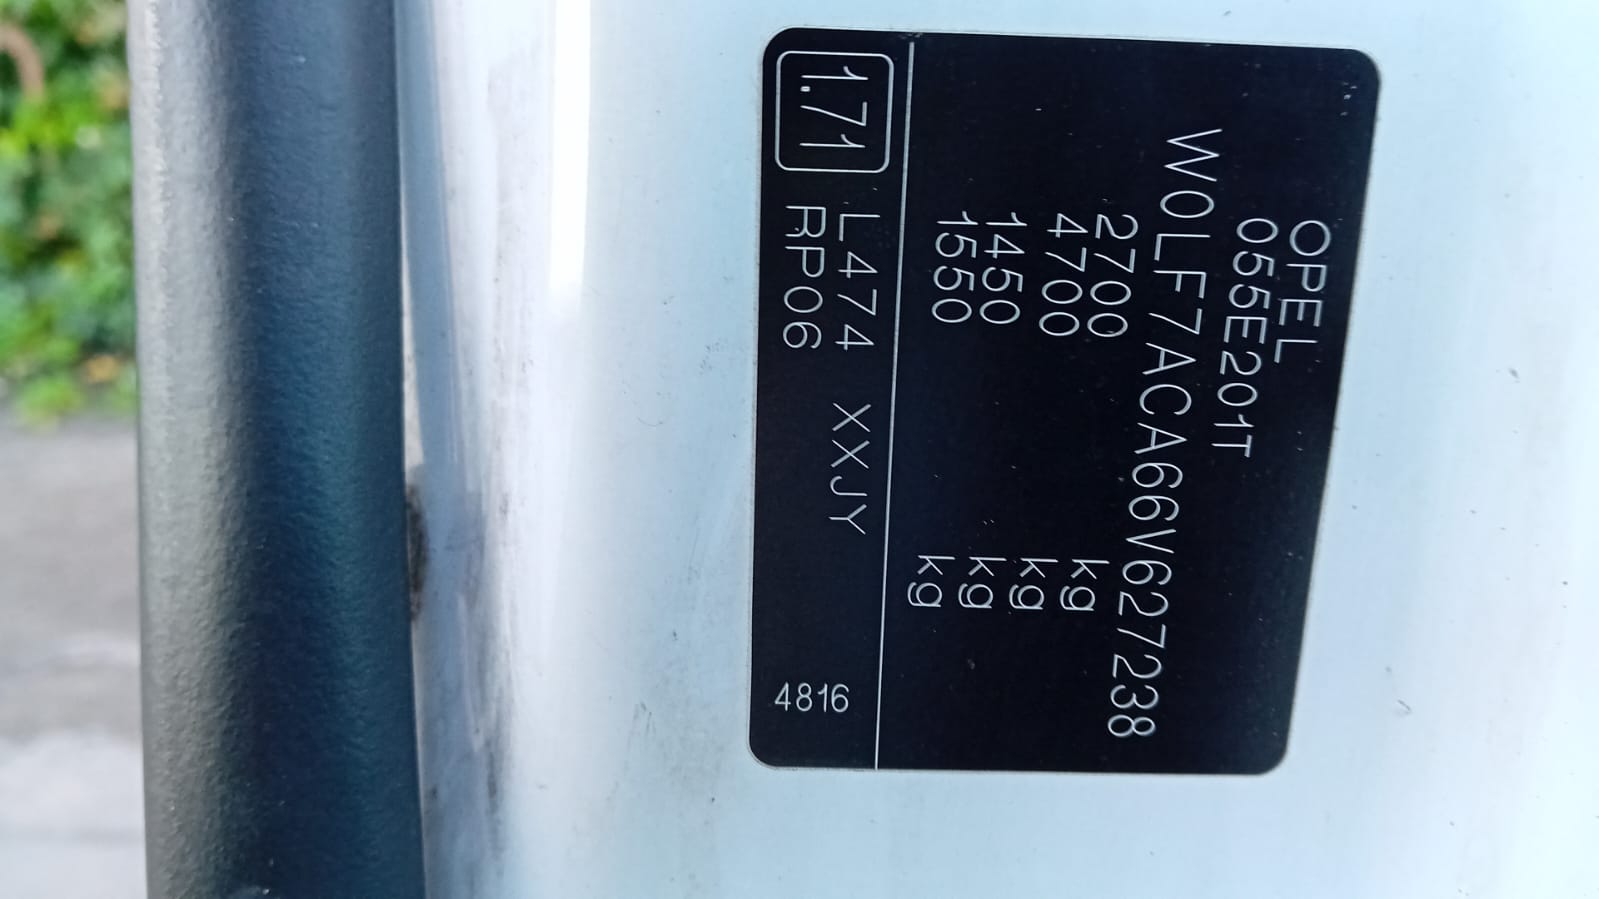 OPEL
055E201T
W0LF7ACA66V627238
2700 kg
4700 kg
1450 kg
1550 kg
1.71 L474 XXJY
RP06
4816